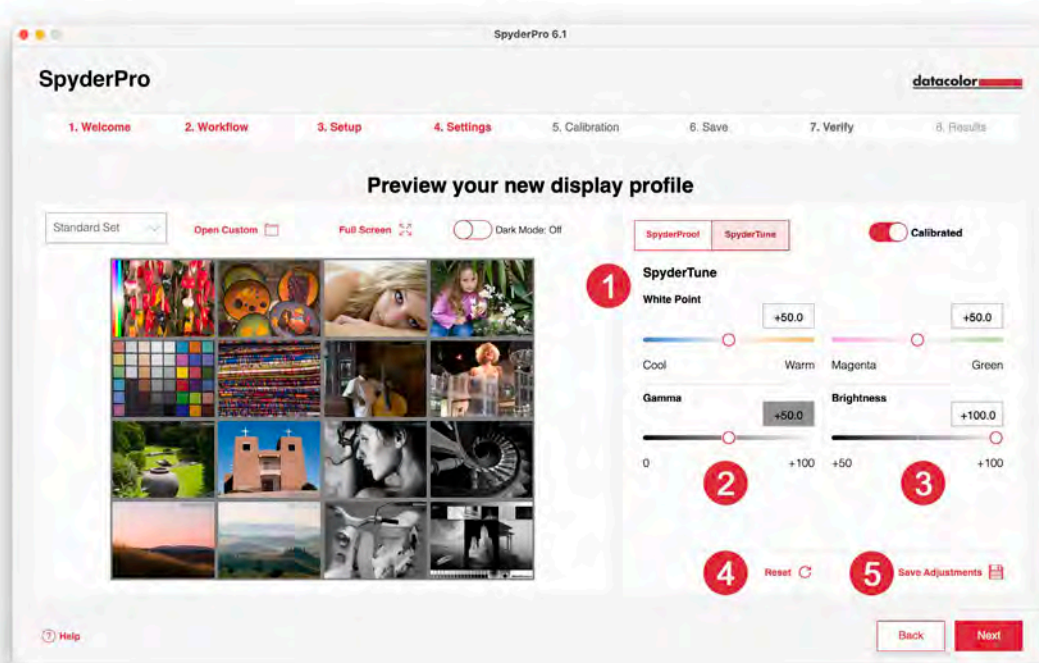 SpyderPro 6.1
SpyderPro
datacolor
1. Welcome 2. Workflow 3. Setup 4. Settings 5. Calibration 6. Save 7. Verify 8. Results
Preview your new display profile
Standard Set Open Custom Full Screen Dark Mode: Off
SpyderProof SpyderTune Calibrated
1
SpyderTune
White Point
+50.0 +50.0
Cool Warm Magenta Green
Gamma Brightness
+50.0 +100.0
0 +100 +50 +100
2 3
4 Reset 5 Save Adjustments
? Help
Back Next